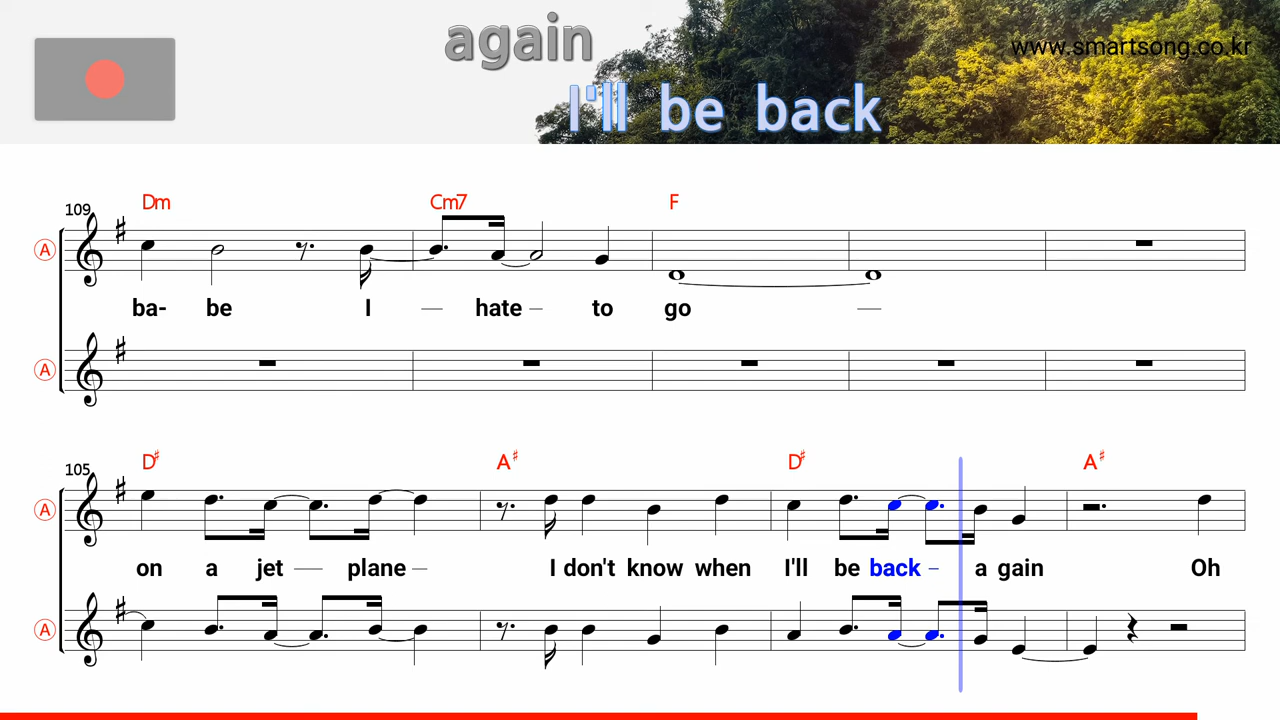 again
www.smartsong.co.kr
I'll be back
109
Dm Cm7 F
A
ba- be I — hate – to go —
A
105
D♯ A♯ D♯ A♯
A
on a jet — plane – I don't know when I'll be back – a gain Oh
A